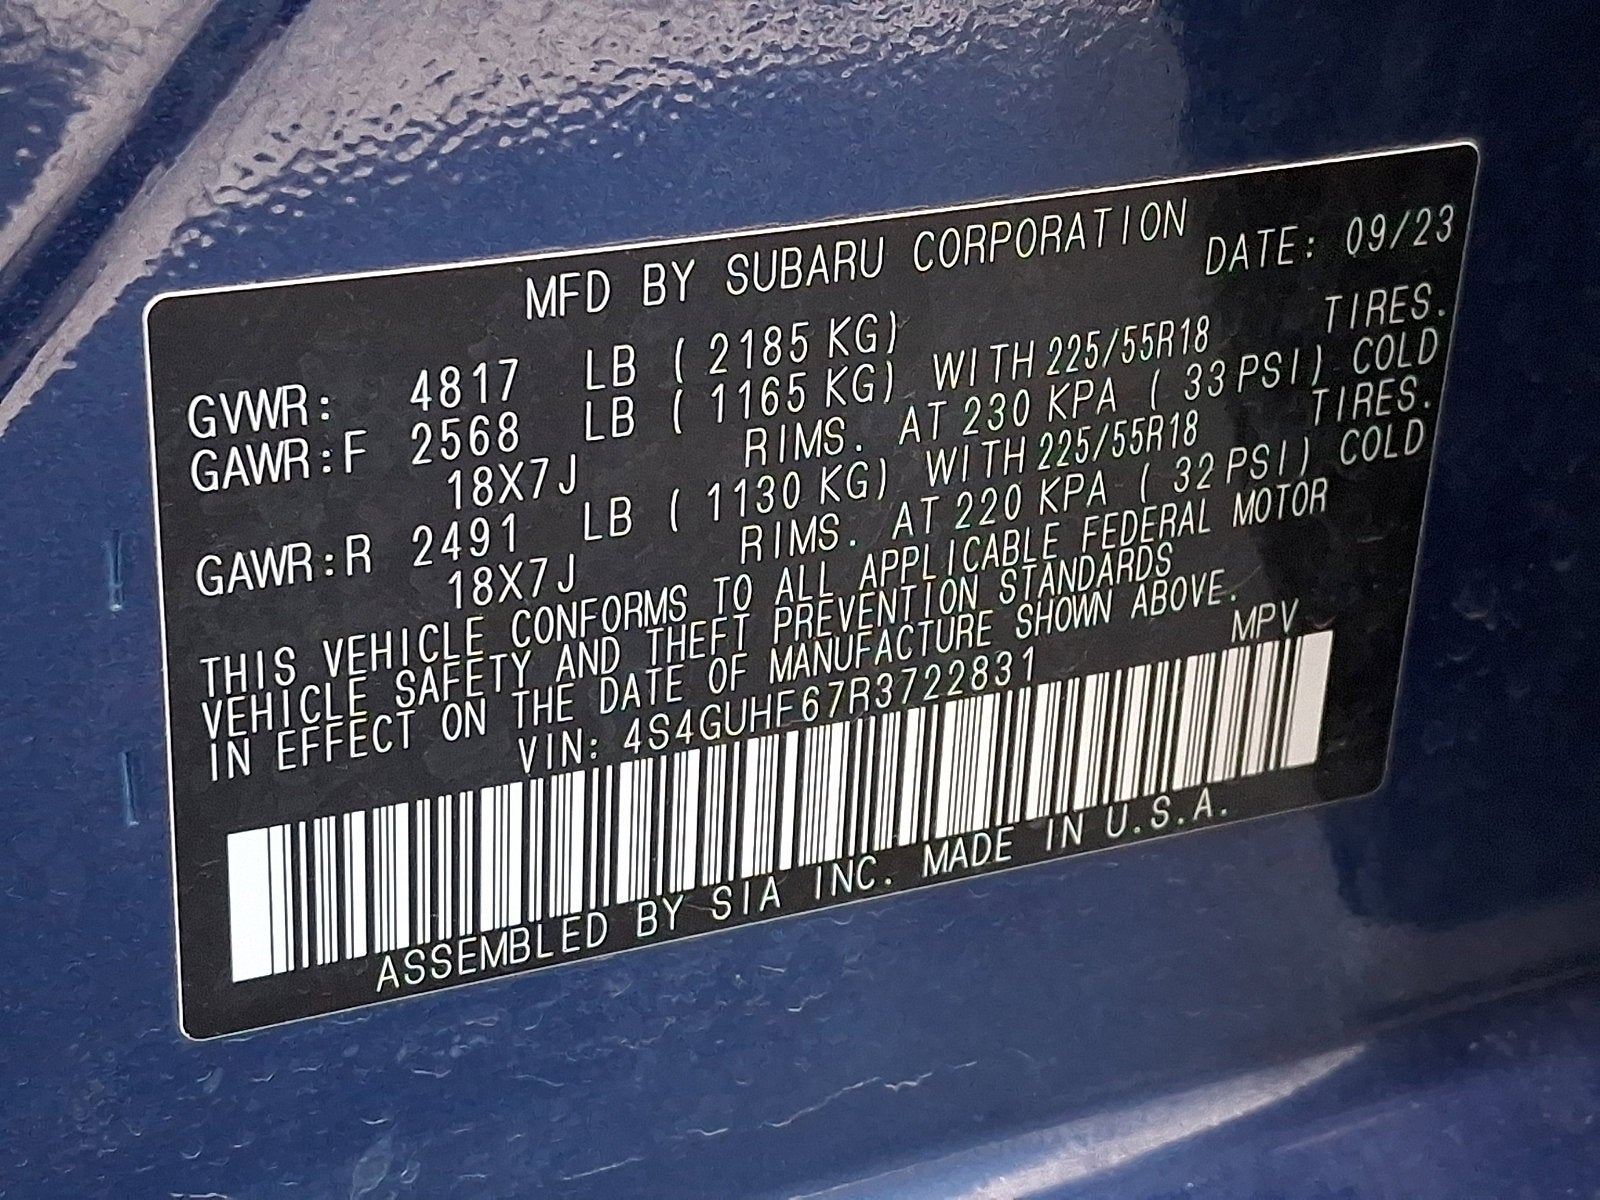 MFD BY SUBARU CORPORATION
DATE: 09/23
GVWR: 4817 LB ( 2185 KG)
GAWR:F 2568 LB ( 1165 KG) WITH 225/55R18 TIRES.
18X7J RIMS. AT 230 KPA ( 33 PSI) COLD
GAWR:R 2491 LB ( 1130 KG) WITH 225/55R18 TIRES.
18X7J RIMS. AT 220 KPA ( 32 PSI) COLD
THIS VEHICLE CONFORMS TO ALL APPLICABLE FEDERAL MOTOR
VEHICLE SAFETY AND THEFT PREVENTION STANDARDS
IN EFFECT ON THE DATE OF MANUFACTURE SHOWN ABOVE.
VIN: 4S4GUHF67R3722831 MPV
ASSEMBLED BY SIA INC. MADE IN U.S.A.